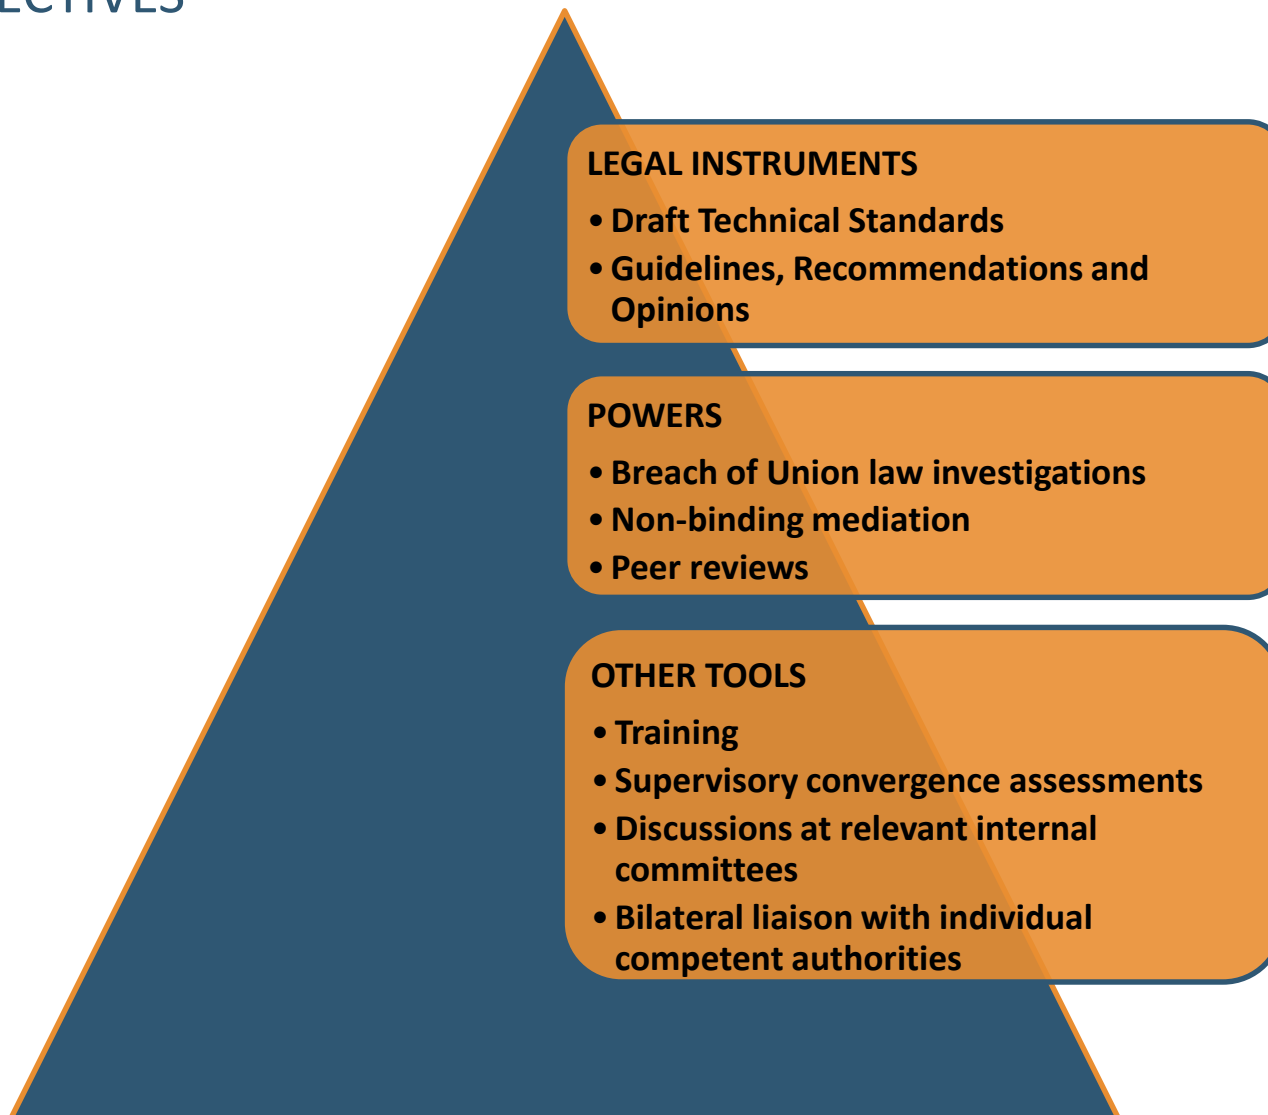 ECTIVES
LEGAL INSTRUMENTS
• Draft Technical Standards
• Guidelines, Recommendations and
Opinions
POWERS
• Breach of Union law investigations
• Non-binding mediation
• Peer reviews
OTHER TOOLS
• Training
• Supervisory convergence assessments
• Discussions at relevant internal
committees
• Bilateral liaison with individual
competent authorities